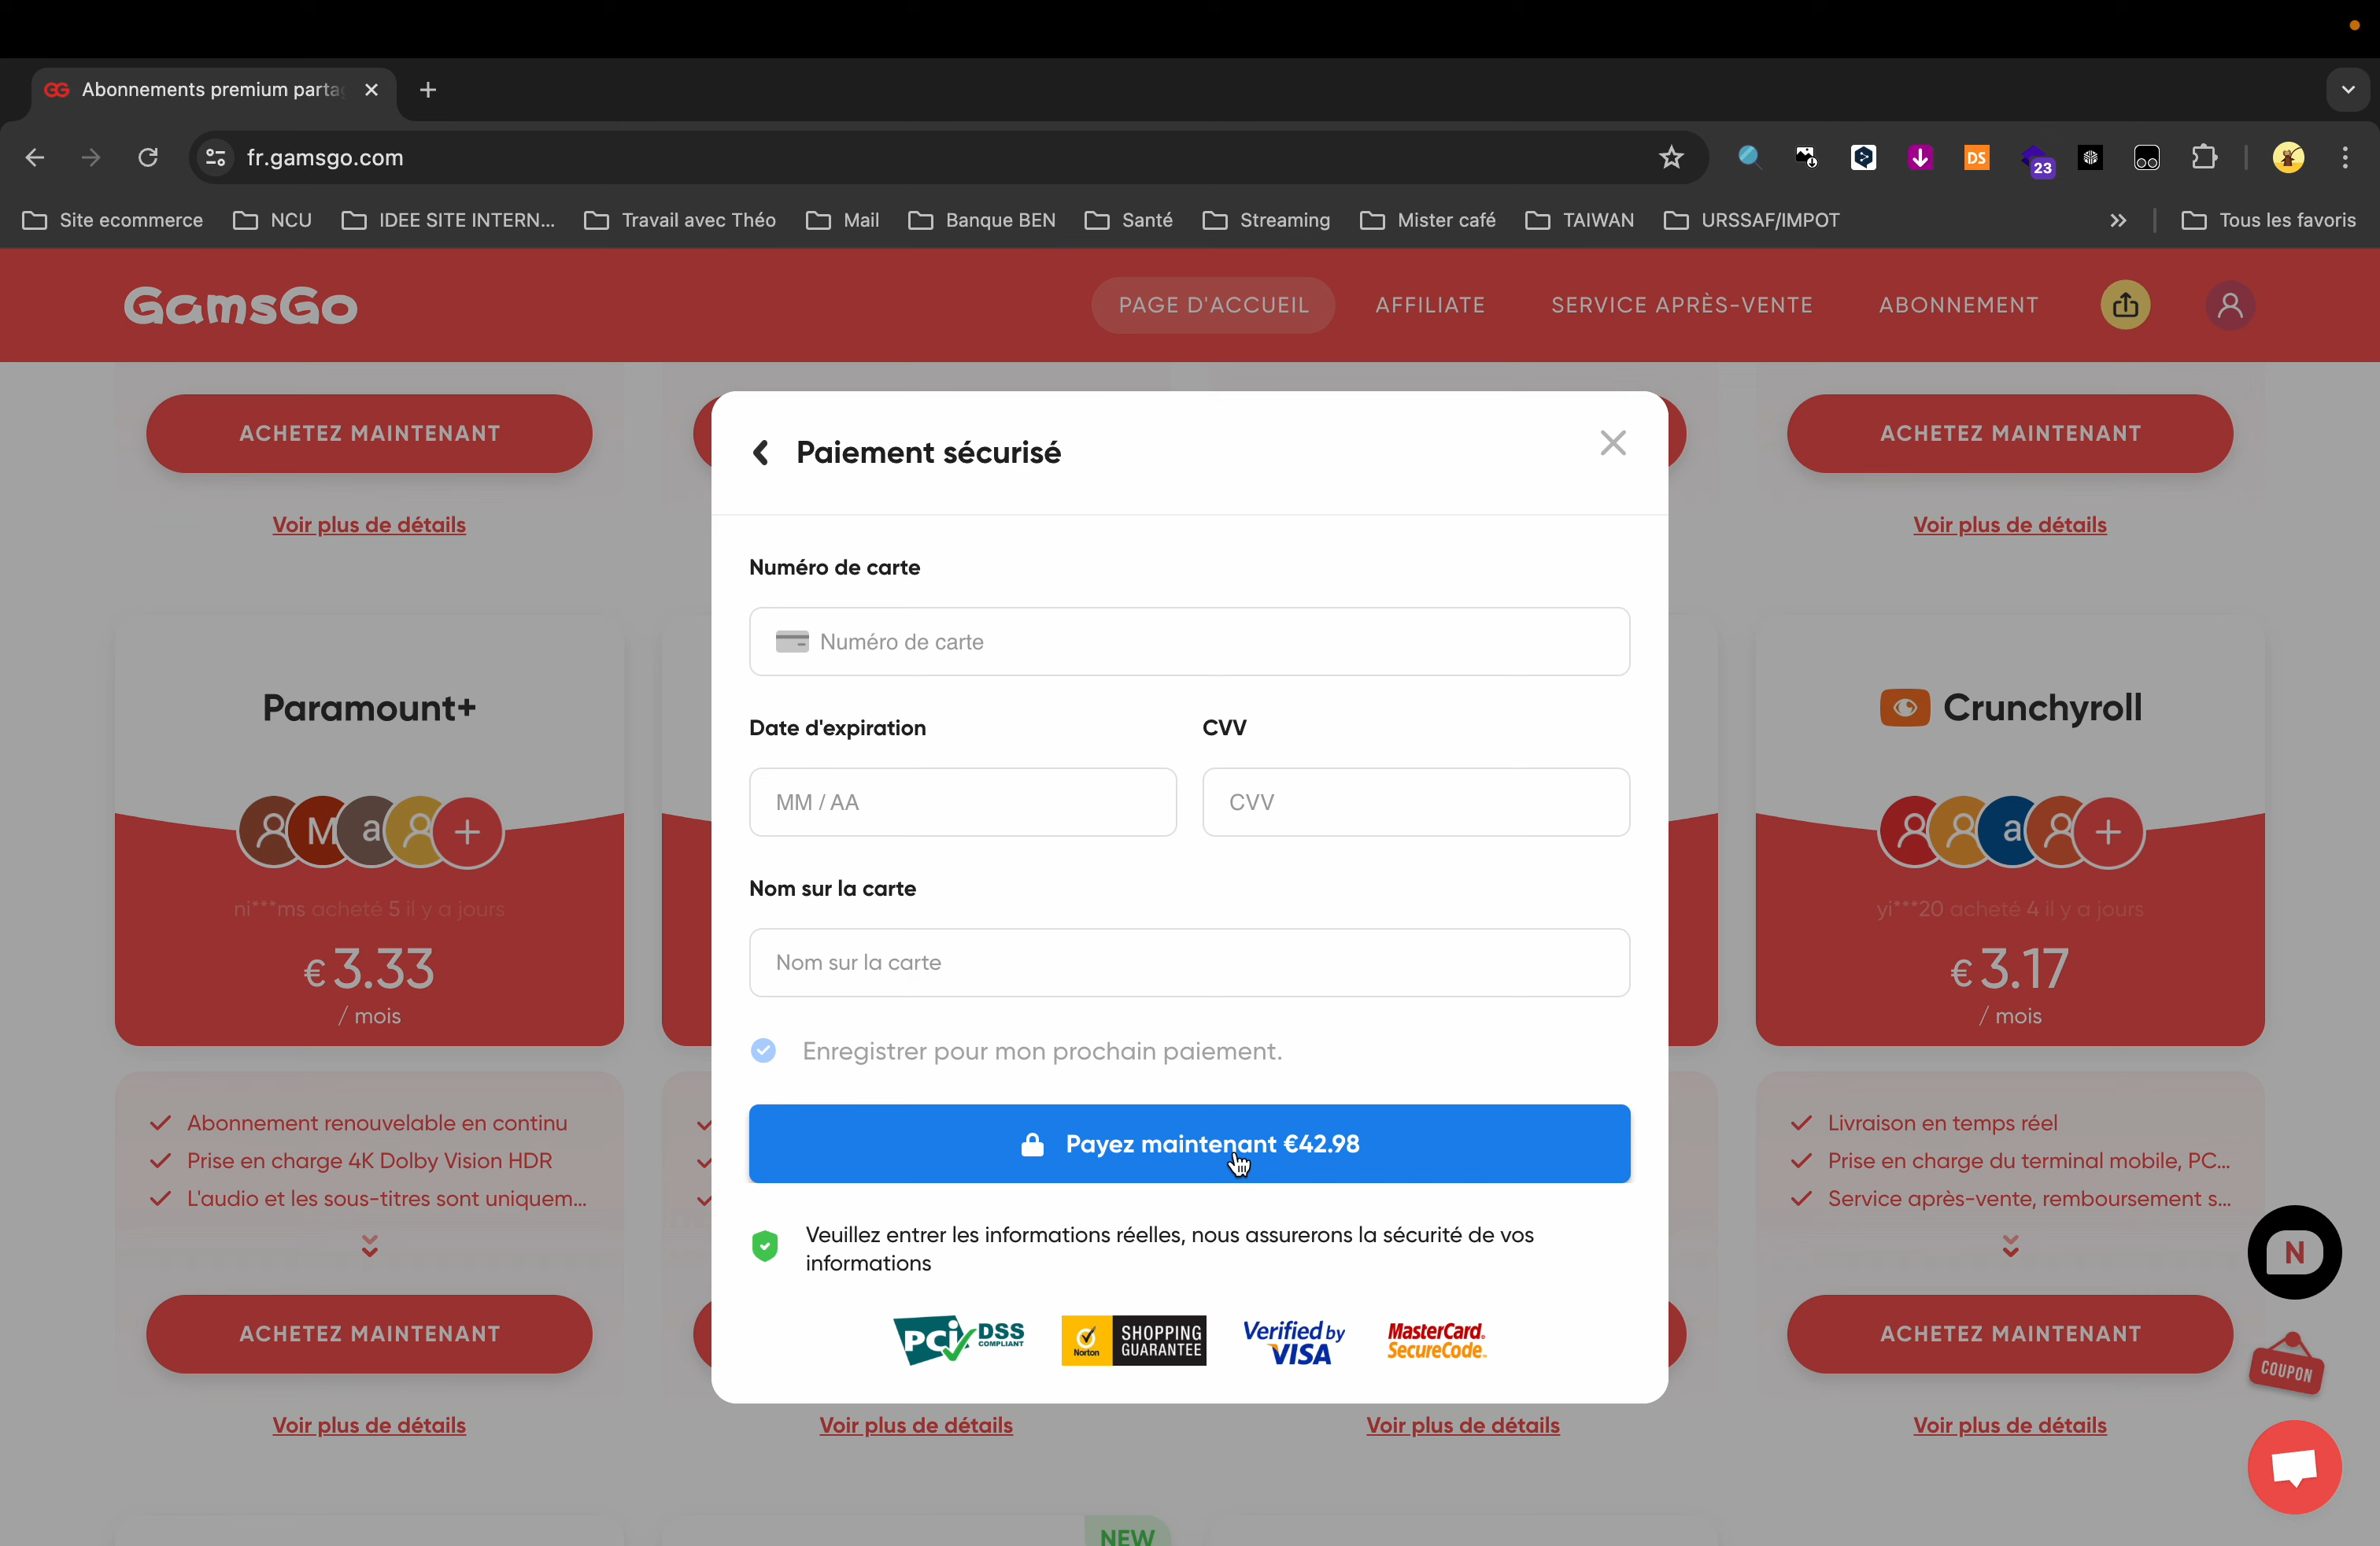 Abonnements premium parta
fr.gamsgo.com
DS
23
Site ecommerce
NCU
IDEE SITE INTERN...
Travail avec Théo
Mail
Banque BEN
Santé
Streaming
Mister café
TAIWAN
URSSAF/IMPOT
Tous les favoris
GamsGo
PAGE D'ACCUEIL
AFFILIATE
SERVICE APRÈS-VENTE
ABONNEMENT
ACHETEZ MAINTENANT
ACHETEZ MAINTENANT
Voir plus de détails
Voir plus de détails
Paiement sécurisé
Numéro de carte
Numéro de carte
Date d'expiration
CVV
MM / AA
CVV
Nom sur la carte
Nom sur la carte
Enregistrer pour mon prochain paiement.
Payez maintenant €42.98
Veuillez entrer les informations réelles, nous assurerons la sécurité de vos
informations
PCi DSS
COMPLIANT
Norton
SHOPPING
GUARANTEE
Verified by
VISA
MasterCard.
SecureCode.
Paramount+
M
a
ni***ms acheté 5 il y a jours
€3.33
/ mois
Abonnement renouvelable en continu
Prise en charge 4K Dolby Vision HDR
L'audio et les sous-titres sont uniquem...
ACHETEZ MAINTENANT
Voir plus de détails
Voir plus de détails
Voir plus de détails
Crunchyroll
a
yi***20 acheté 4 il y a jours
€3.17
/ mois
Livraison en temps réel
Prise en charge du terminal mobile, PC...
Service après-vente, remboursement s...
ACHETEZ MAINTENANT
Voir plus de détails
N
COUPON
NEW